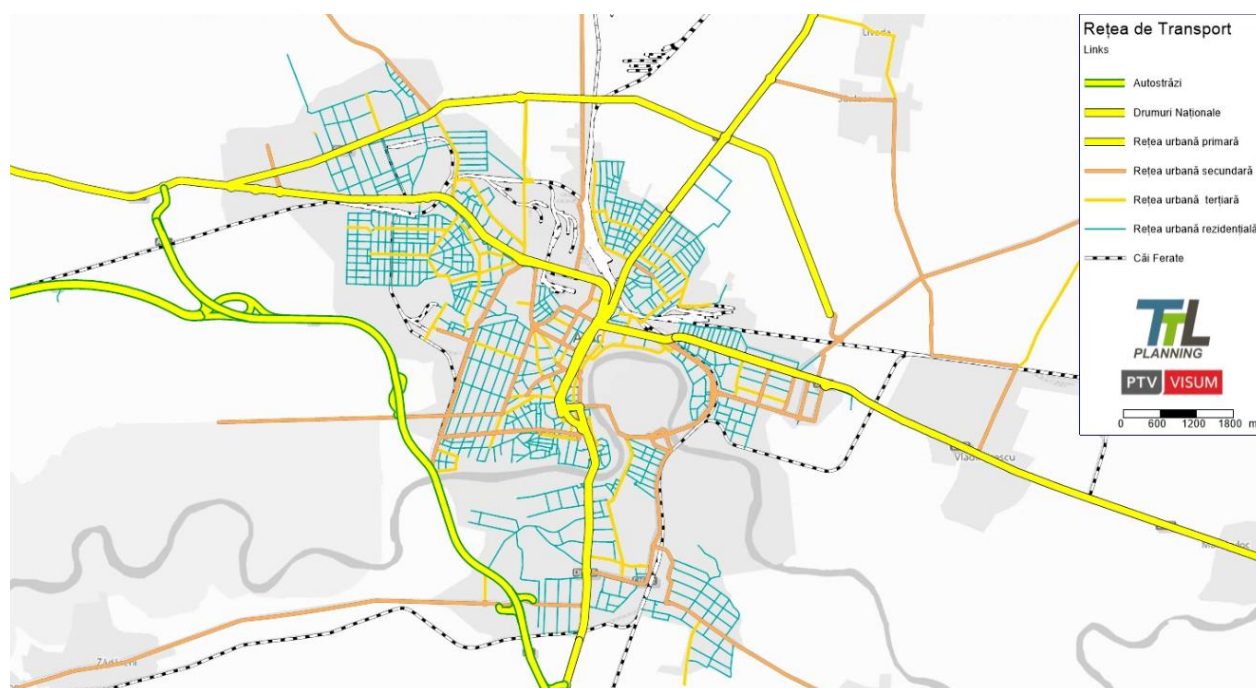 Rețea de Transport
Links
Autostrăzi
Drumuri Naționale
Rețea urbană primară
Rețea urbană secundară
Rețea urbană terțiară
Rețea urbană rezidențială
Căi Ferate
TTL
PLANNING
PTV VISUM
0 600 1200 1800 m
Livada